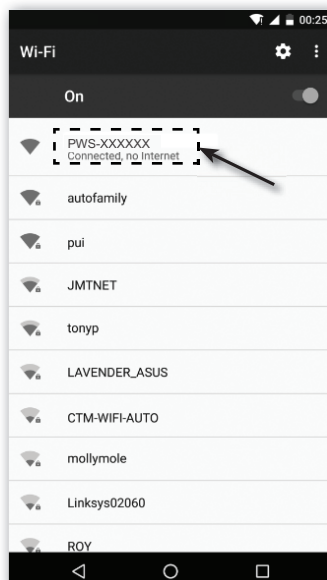 00:25
Wi-Fi
On
PWS-XXXXXX
Connected, no Internet
autofamily
pui
JMTNET
tonyp
LAVENDER_ASUS
CTM-WIFI-AUTO
mollymole
Linksys02060
ROY